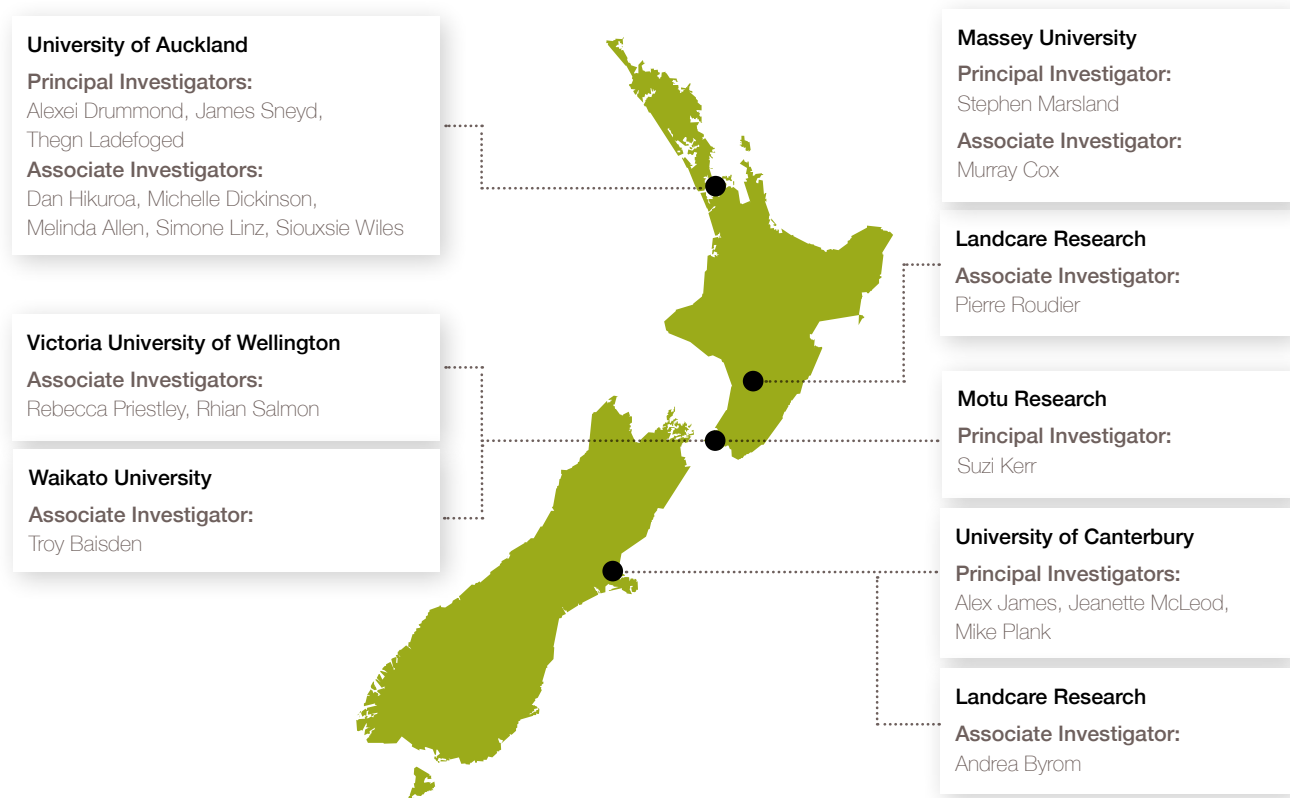 University of Auckland
Principal Investigators:
Alexei Drummond, James Sneyd,
Thegn Ladefoged
Associate Investigators:
Dan Hikuroa, Michelle Dickinson,
Melinda Allen, Simone Linz, Siouxsie Wiles
Victoria University of Wellington
Associate Investigators:
Rebecca Priestley, Rhian Salmon
Waikato University
Associate Investigator:
Troy Baisden
Massey University
Principal Investigator:
Stephen Marsland
Associate Investigator:
Murray Cox
Landcare Research
Associate Investigator:
Pierre Roudier
Motu Research
Principal Investigator:
Suzi Kerr
University of Canterbury
Principal Investigators:
Alex James, Jeanette McLeod,
Mike Plank
Landcare Research
Associate Investigator:
Andrea Byrom